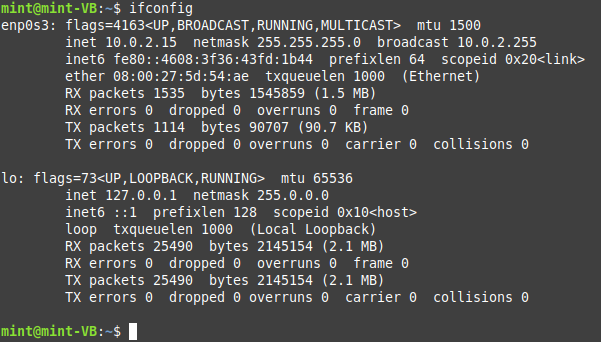 mint@mint-VB:~$ ifconfig
enp0s3: flags=4163<UP,BROADCAST,RUNNING,MULTICAST>  mtu 1500
        inet 10.0.2.15  netmask 255.255.255.0  broadcast 10.0.2.255
        inet6 fe80::4608:3f36:43fd:1b44  prefixlen 64  scopeid 0x20<link>
        ether 08:00:27:5d:54:ae  txqueuelen 1000  (Ethernet)
        RX packets 1535  bytes 1545859 (1.5 MB)
        RX errors 0  dropped 0  overruns 0  frame 0
        TX packets 1114  bytes 90707 (90.7 KB)
        TX errors 0  dropped 0 overruns 0  carrier 0  collisions 0

lo: flags=73<UP,LOOPBACK,RUNNING>  mtu 65536
        inet 127.0.0.1  netmask 255.0.0.0
        inet6 ::1  prefixlen 128  scopeid 0x10<host>
        loop  txqueuelen 1000  (Local Loopback)
        RX packets 25490  bytes 2145154 (2.1 MB)
        RX errors 0  dropped 0  overruns 0  frame 0
        TX packets 25490  bytes 2145154 (2.1 MB)
        TX errors 0  dropped 0 overruns 0  carrier 0  collisions 0

mint@mint-VB:~$